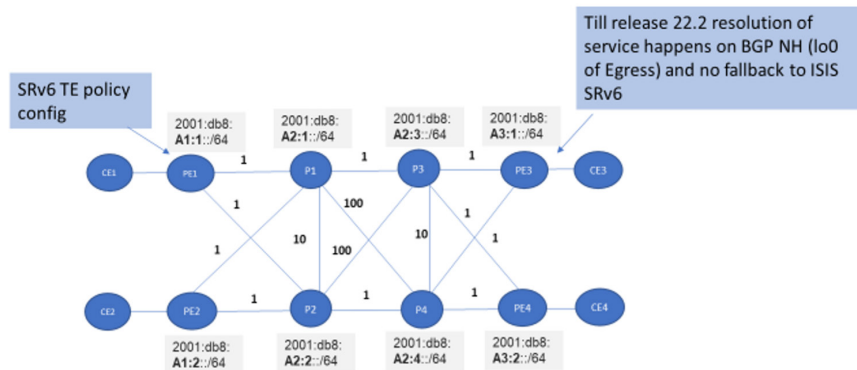 Till release 22.2 resolution of
service happens on BGP NH (lo0
of Egress) and no fallback to ISIS
SRv6
SRv6 TE policy
config
2001:db8:
A1:1::/64
2001:db8:
A2:1::/64
2001:db8:
A2:3::/64
2001:db8:
A3:1::/64
1
1
1
CE1
PE1
P1
P3
PE3
CE3
1
100
1
1
10
100
10
1
1
1
1
CE2
PE2
P2
P4
PE4
CE4
2001:db8:
A1:2::/64
2001:db8:
A2:2::/64
2001:db8:
A2:4::/64
2001:db8:
A3:2::/64